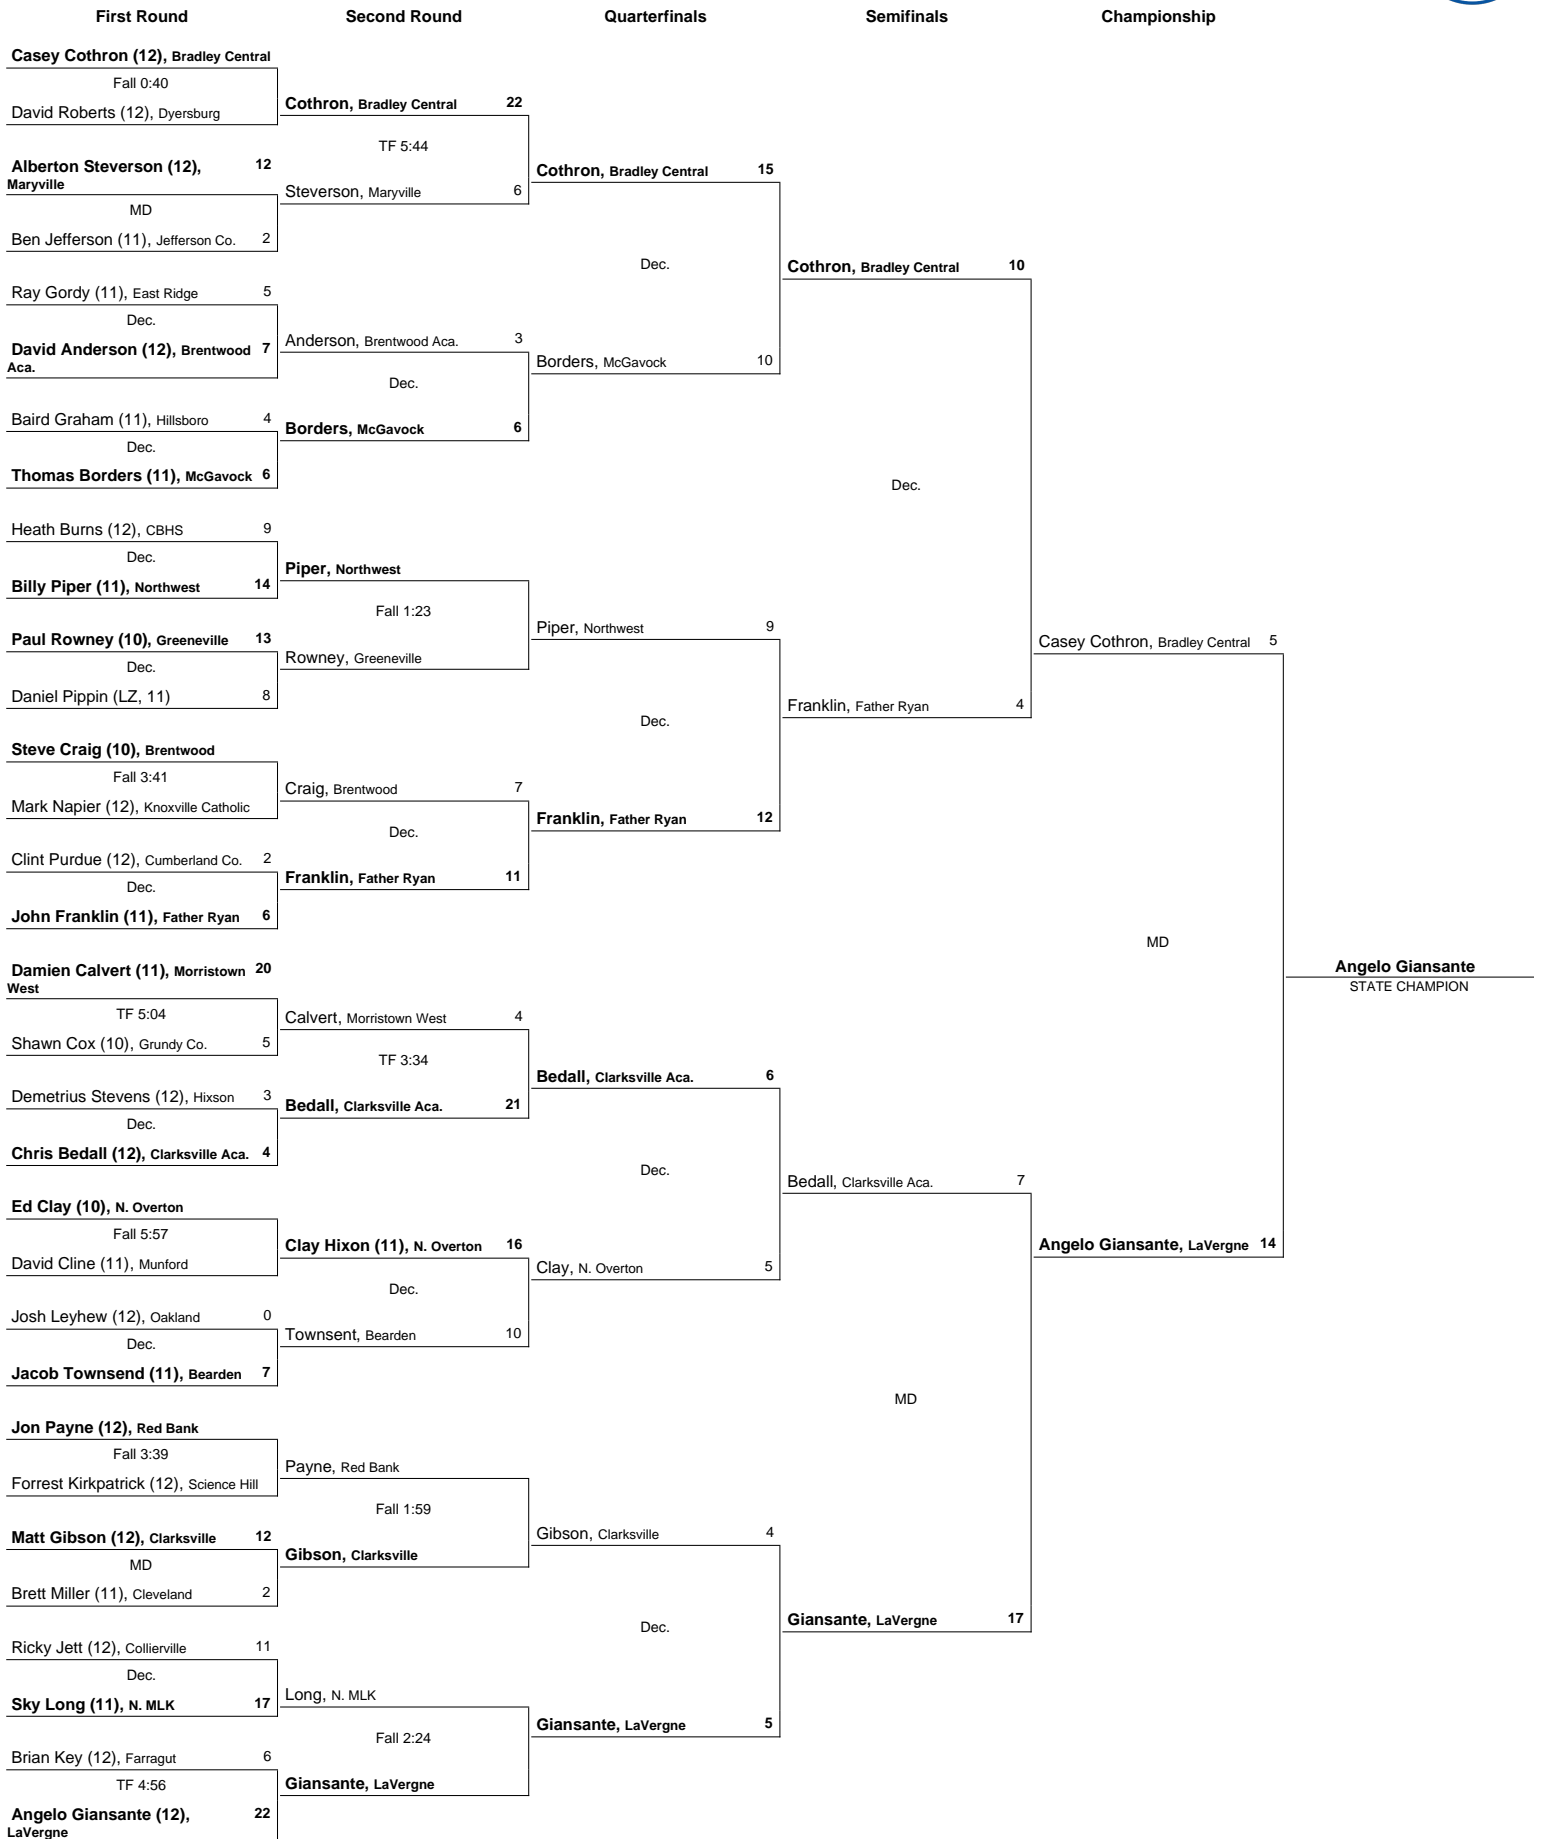 First Round Second Round Quarterfinals Semifinals Championship
Casey Cothron (12), Bradley Central
Fall 0:40
David Roberts (12), Dyersburg
Alberton Steverson (12), 12
Maryville
MD
Ben Jefferson (11), Jefferson Co. 2
Ray Gordy (11), East Ridge 5
Dec.
David Anderson (12), Brentwood 7
Aca.
Baird Graham (11), Hillsboro 4
Dec.
Thomas Borders (11), McGavock 6
Heath Burns (12), CBHS 9
Dec.
Billy Piper (11), Northwest 14
Paul Rowney (10), Greeneville 13
Dec.
Daniel Pippin (LZ, 11) 8
Steve Craig (10), Brentwood
Fall 3:41
Mark Napier (12), Knoxville Catholic
Clint Purdue (12), Cumberland Co. 2
Dec.
John Franklin (11), Father Ryan 6
Damien Calvert (11), Morristown 20
West
TF 5:04
Shawn Cox (10), Grundy Co. 5
Demetrius Stevens (12), Hixson 3
Dec.
Chris Bedall (12), Clarksville Aca. 4
Ed Clay (10), N. Overton
Fall 5:57
David Cline (11), Munford
Josh Leyhew (12), Oakland 0
Dec.
Jacob Townsend (11), Bearden 7
Jon Payne (12), Red Bank
Fall 3:39
Forrest Kirkpatrick (12), Science Hill
Matt Gibson (12), Clarksville 12
MD
Brett Miller (11), Cleveland 2
Ricky Jett (12), Collierville 11
Dec.
Sky Long (11), N. MLK 17
Brian Key (12), Farragut 6
TF 4:56
Angelo Giansante (12), 22
LaVergne
Cothron, Bradley Central 22
TF 5:44
Steverson, Maryville 6
Anderson, Brentwood Aca. 3
Dec.
Borders, McGavock 6
Piper, Northwest
Fall 1:23
Rowney, Greeneville
Craig, Brentwood 7
Dec.
Franklin, Father Ryan 11
Calvert, Morristown West 4
TF 3:34
Bedall, Clarksville Aca. 21
Clay Hixon (11), N. Overton 16
Dec.
Townsent, Bearden 10
Payne, Red Bank
Fall 1:59
Gibson, Clarksville
Long, N. MLK
Fall 2:24
Giansante, LaVergne
Cothron, Bradley Central 15
Dec.
Borders, McGavock 10
Piper, Northwest 9
Dec.
Franklin, Father Ryan 12
Bedall, Clarksville Aca. 6
Dec.
Clay, N. Overton 5
Gibson, Clarksville 4
Dec.
Giansante, LaVergne 5
Cothron, Bradley Central 10
Dec.
Franklin, Father Ryan 4
Bedall, Clarksville Aca. 7
MD
Giansante, LaVergne 17
Casey Cothron, Bradley Central 5
MD
Angelo Giansante, LaVergne 14
Angelo Giansante
STATE CHAMPION